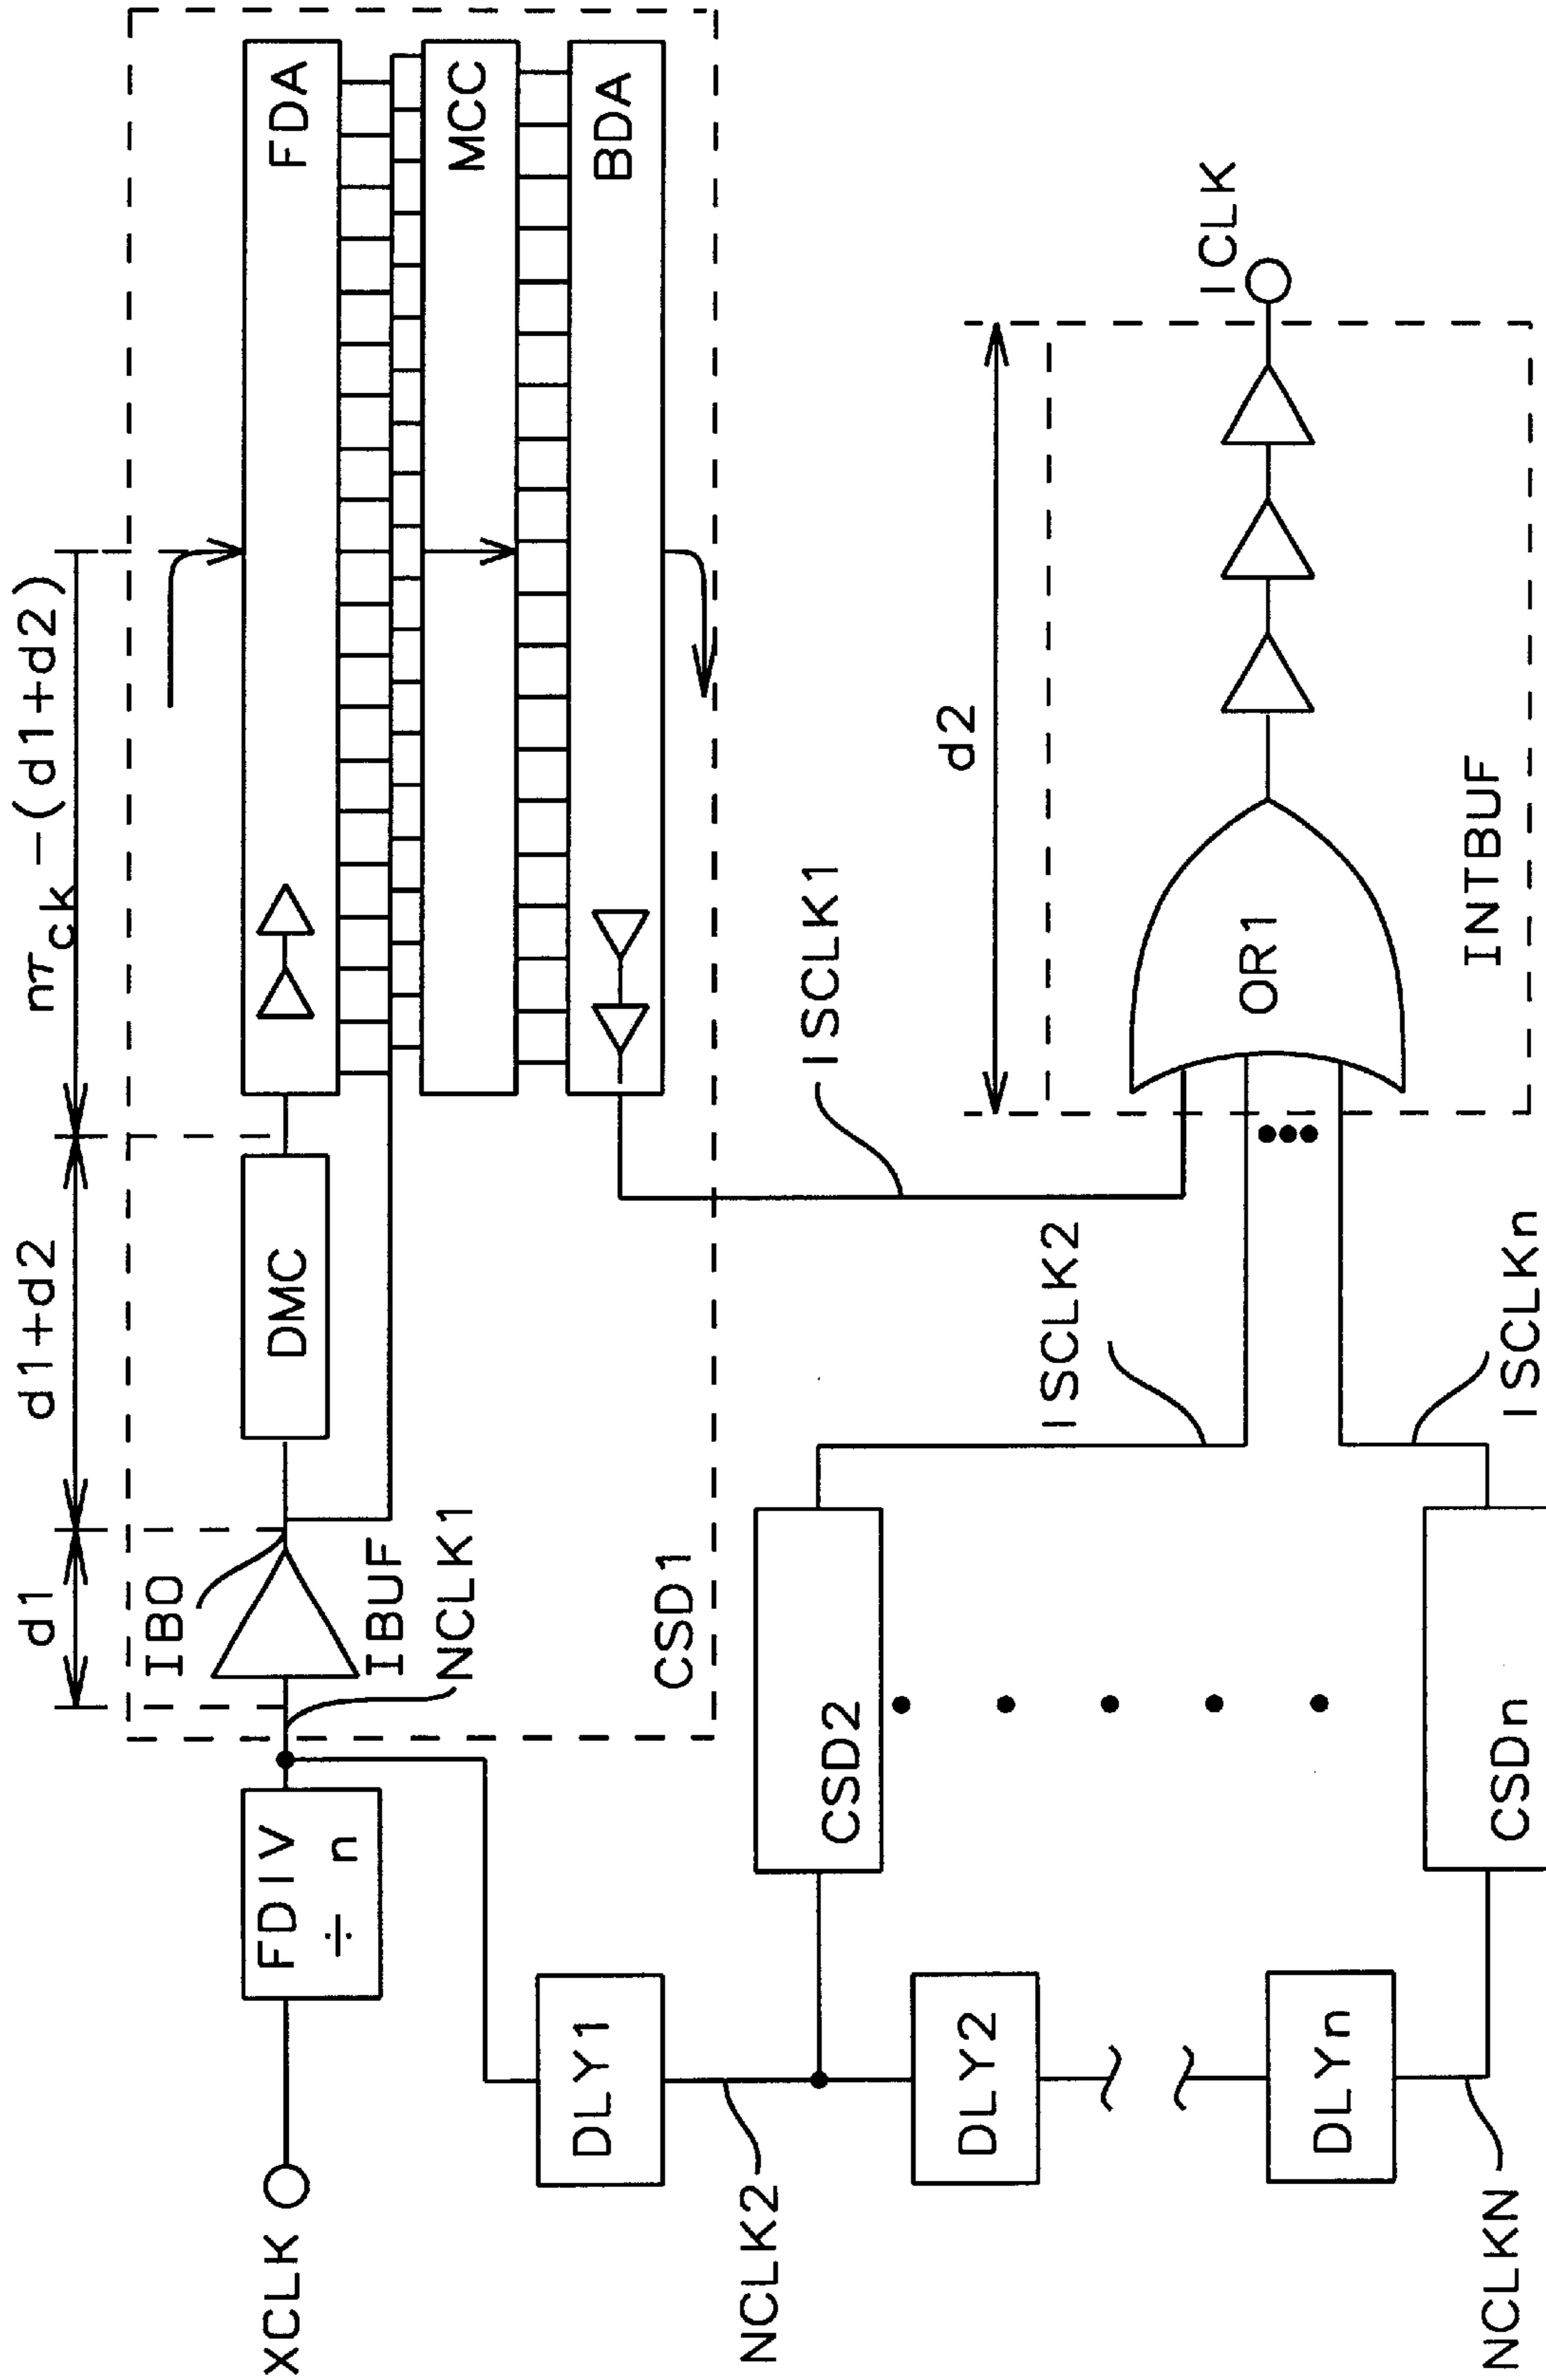 d1
d1+d2
nτck−(d1+d2)
XCLK
FDIV
÷ n
IBO
IBUF
NCLK1
DMC
FDA
MCC
BDA
CSD1
DLY1
NCLK2
CSD2
ISCLK1
ISCLK2
DLY2
DLYn
NCLKN
CSDn
ISCLKn
d2
OR1
INTBUF
ICLK